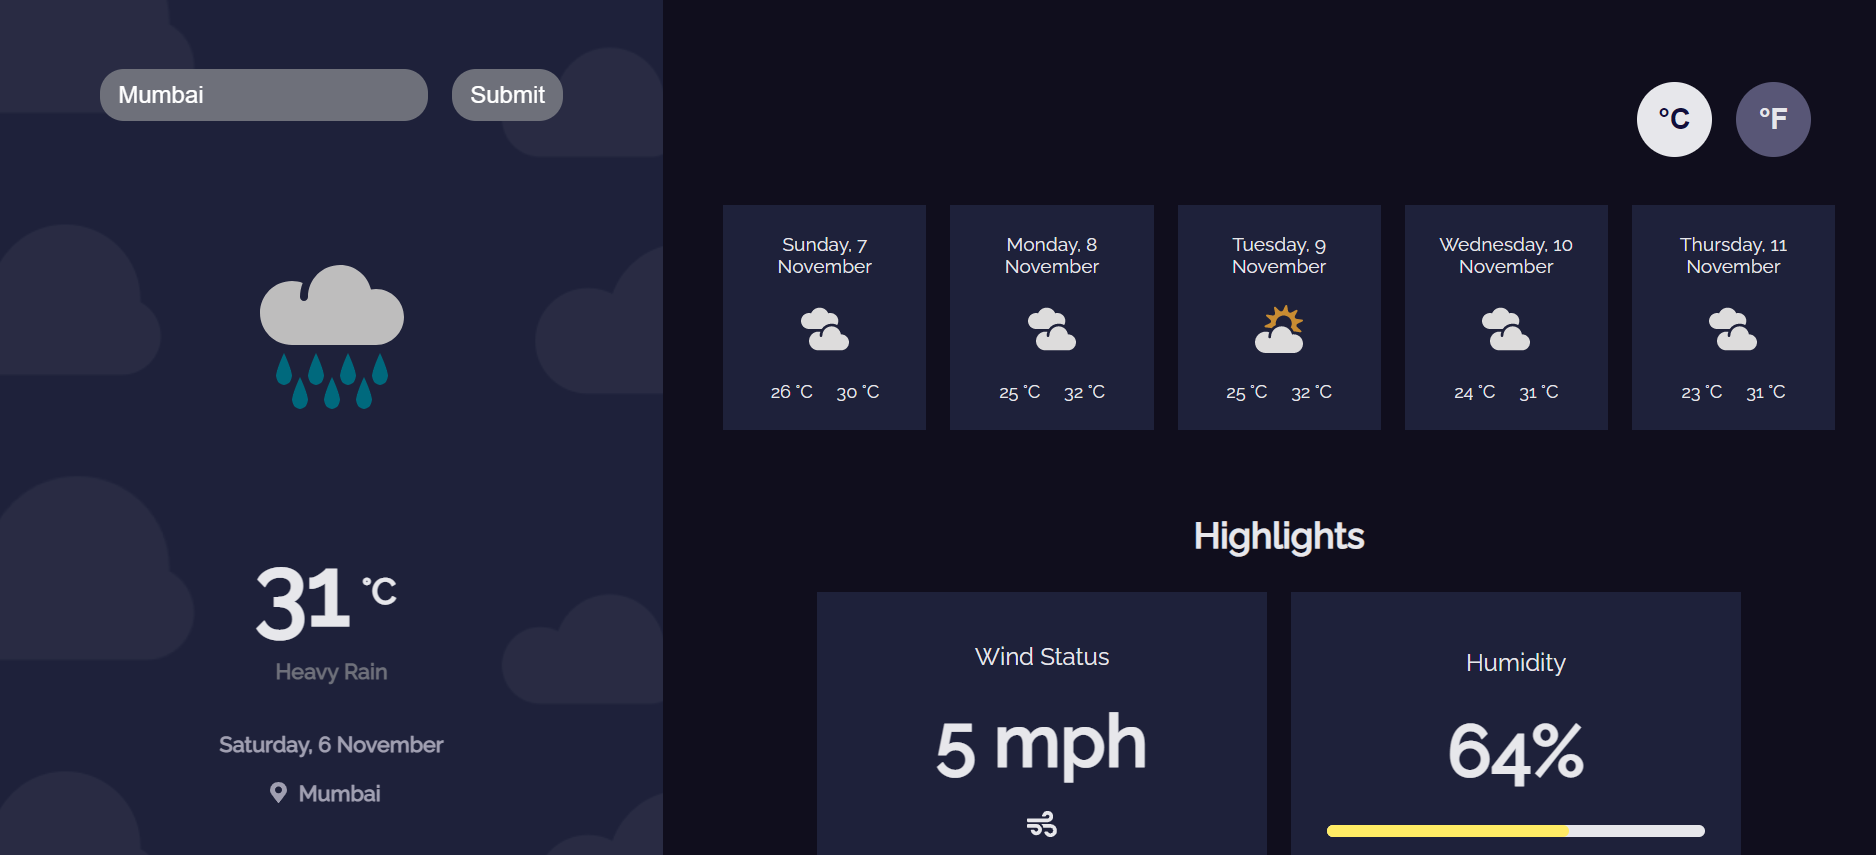 Mumbai
Submit
°C
°F
Sunday, 7
November
26 °C 30 °C
Monday, 8
November
25 °C 32 °C
Tuesday, 9
November
25 °C 32 °C
Wednesday, 10
November
24 °C 31 °C
Thursday, 11
November
23 °C 31 °C
31 °C
Heavy Rain
Saturday, 6 November
Mumbai
Highlights
Wind Status
5 mph
Humidity
64%